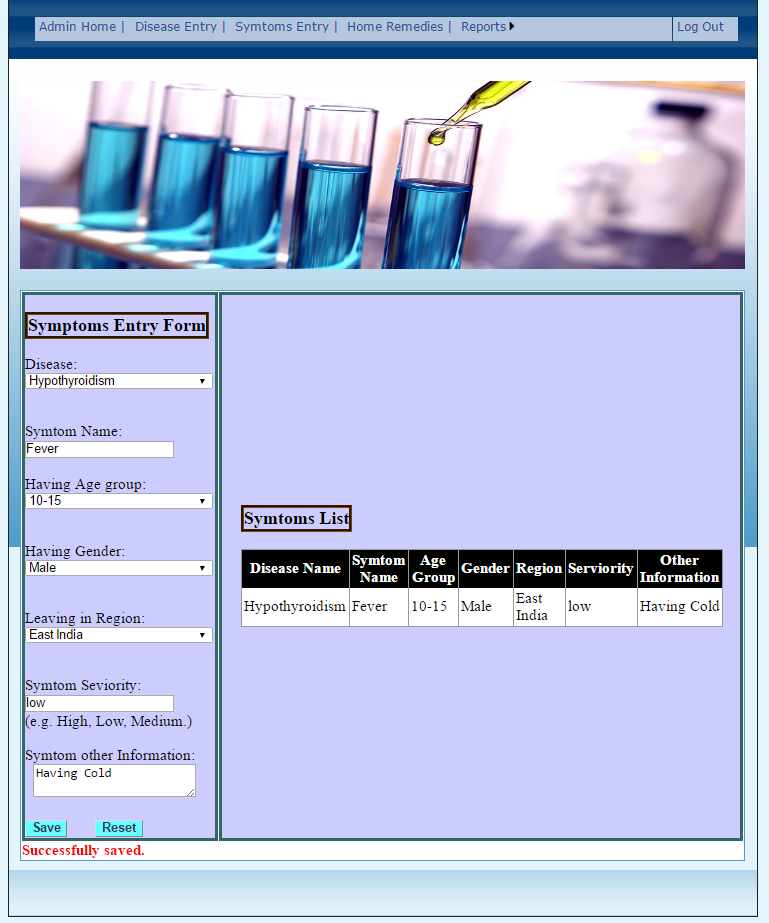 Admin Home | Disease Entry | Symtoms Entry | Home Remedies | Reports Log Out
Symptoms Entry Form
Disease:
Hypothyroidism
Symtom Name:
Fever
Having Age group:
10-15
Having Gender:
Male
Leaving in Region:
East India
Symtom Seviority:
low
(e.g. High, Low, Medium.)
Symtom other Information:
Having Cold
Save Reset
Successfully saved.
Symtoms List
Disease Name Symtom Name Age Group Gender Region Serviority Other Information
Hypothyroidism Fever 10-15 Male East India low Having Cold